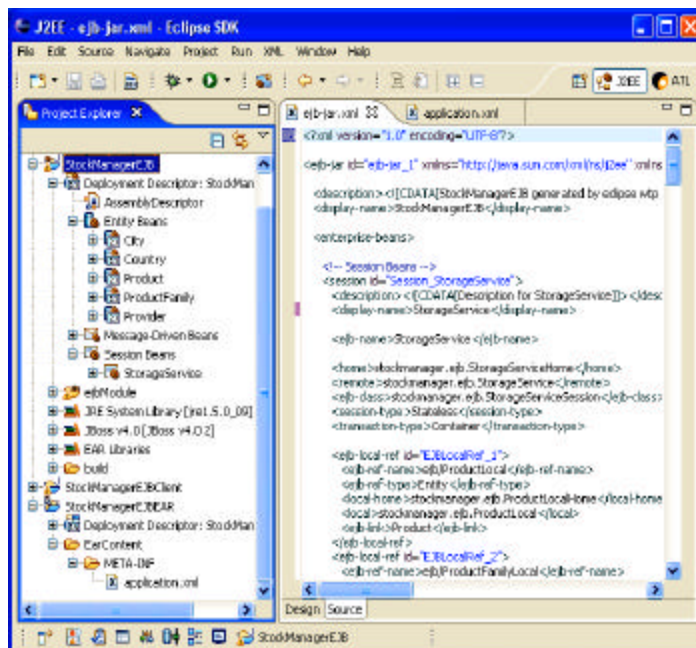 J2EE - ejb-jar.xml - Eclipse SDK
File Edit Source Navigate Project Run XML Window Help
J2EE ATL
Project Explorer
ejb-jar.xml application.xml
StockManagerEJB
Deployment Descriptor: StockMan
AssemblyDescriptor
Entity Beans
City
Country
Product
ProductFamily
Provider
Message-Driven Beans
Session Beans
StorageService
ejbModule
JRE System Library [jre1.5.0_09]
JBoss v4.0 [JBoss v4.0.2]
EAR Libraries
build
StockManagerEJBClient
StockManagerEJBEAR
Deployment Descriptor: StockMan
EarContent
META-INF
application.xml
<?xml version="1.0" encoding="UTF-8"?>
<ejb-jar id="ejb-jar_1" xmlns="http://java.sun.com/xml/ns/j2ee" xmlns
<description><![CDATA[StockManagerEJB generated by eclipse wtp
<display-name>StockManagerEJB</display-name>
<enterprise-beans>
<!-- Session Beans -->
<session id="Session_StorageService">
<description><![CDATA[Description for StorageService]]></desc
<display-name>StorageService</display-name>
<ejb-name>StorageService</ejb-name>
<home>stockmanager.ejb.StorageServiceHome</home>
<remote>stockmanager.ejb.StorageService</remote>
<ejb-class>stockmanager.ejb.StorageServiceSession</ejb-class>
<session-type>Stateless</session-type>
<transaction-type>Container</transaction-type>
<ejb-local-ref id="EJBLocalRef_1">
<ejb-ref-name>ejb/ProductLocal</ejb-ref-name>
<ejb-ref-type>Entity</ejb-ref-type>
<local-home>stockmanager.ejb.ProductLocalHome</local-home
<local>stockmanager.ejb.ProductLocal</local>
<ejb-link>Product</ejb-link>
</ejb-local-ref>
<ejb-local-ref id="EJBLocalRef_2">
<ejb-ref-name>ejb/ProductFamilyLocal</ejb-ref-name>
Design Source
StockManagerEJB